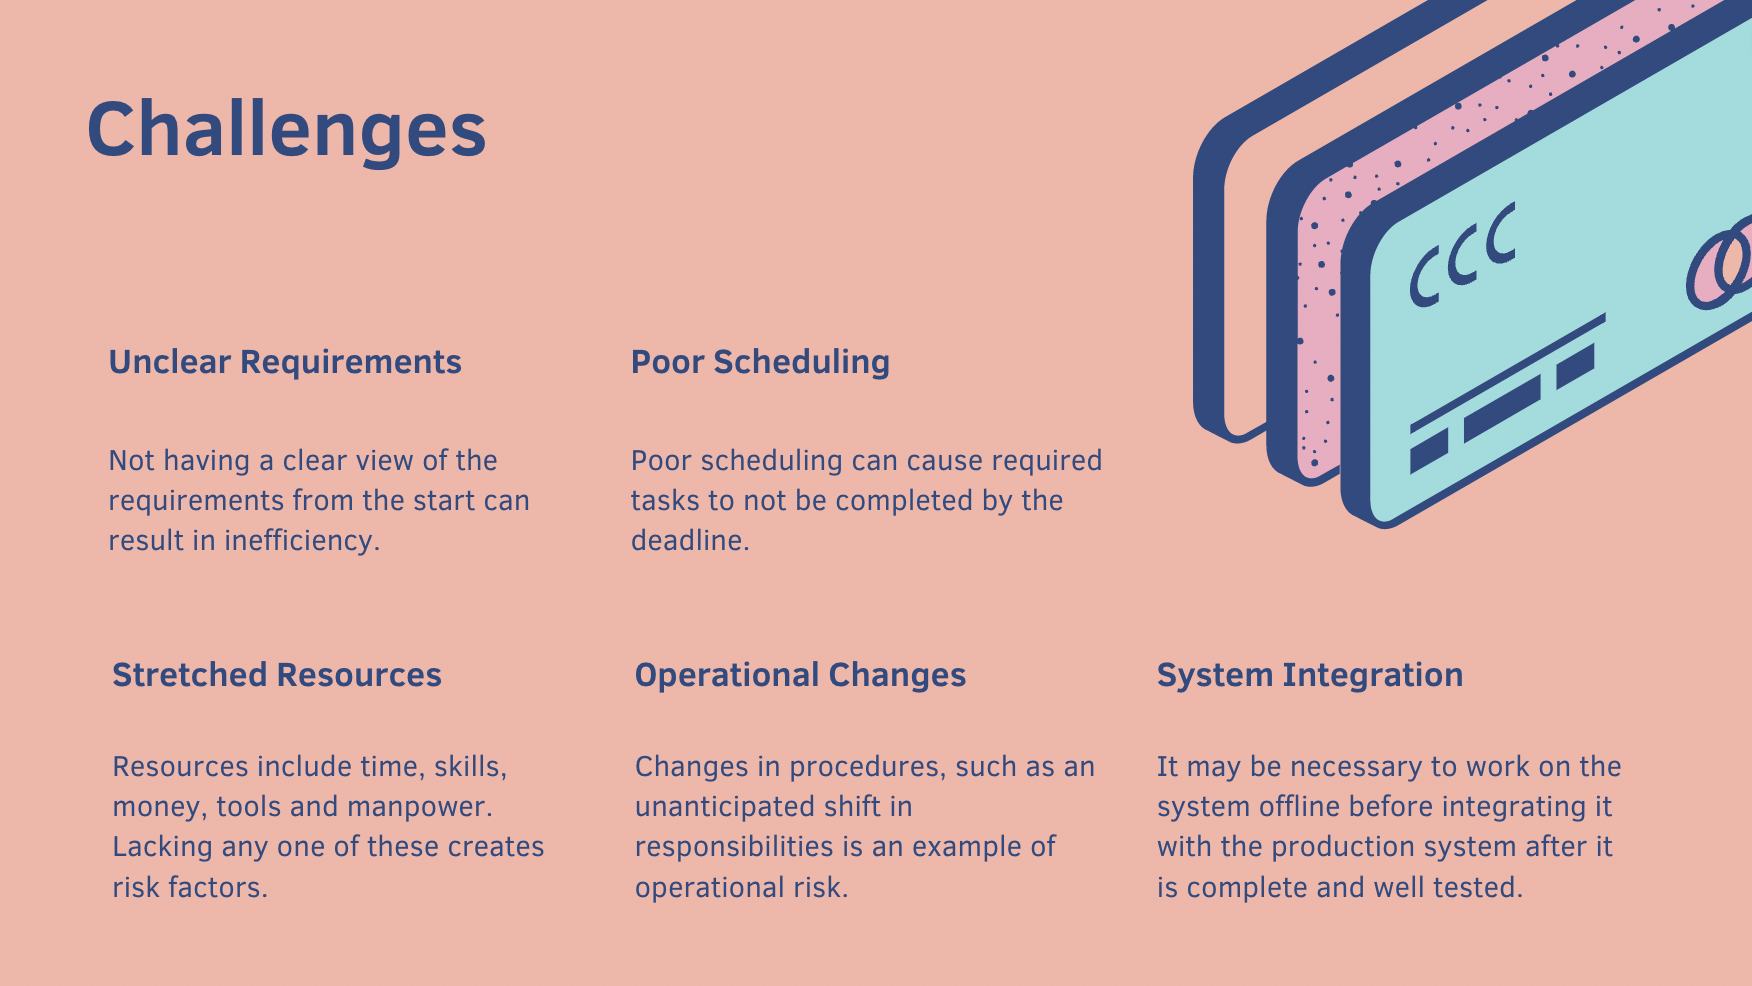 Challenges
Unclear Requirements
Not having a clear view of the
requirements from the start can
result in inefficiency.
Poor Scheduling
Poor scheduling can cause required
tasks to not be completed by the
deadline.
Stretched Resources
Resources include time, skills,
money, tools and manpower.
Lacking any one of these creates
risk factors.
Operational Changes
Changes in procedures, such as an
unanticipated shift in
responsibilities is an example of
operational risk.
System Integration
It may be necessary to work on the
system offline before integrating it
with the production system after it
is complete and well tested.